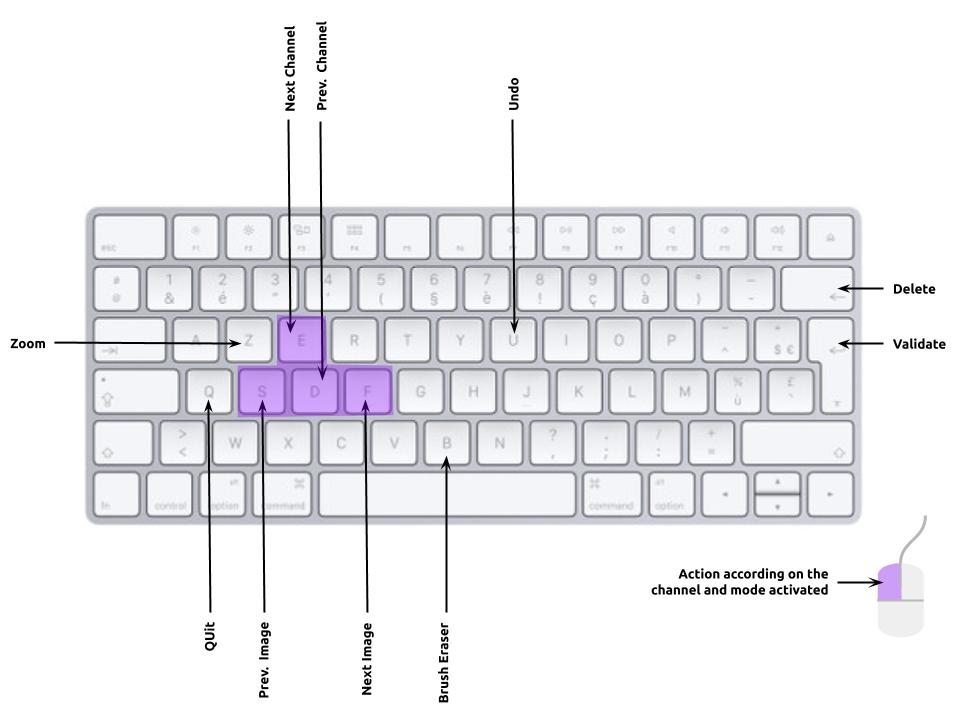 Next Channel
Prev. Channel
Undo
esc
F1
F2
F3
F4
F5
F6
F7
F8
F9
F10
F11
F12
#
@
1
&
2
é
3
"
4
'
5
(
6
§
7
è
8
!
9
ç
0
à
°
)
_
-
Delete
Zoom
A
Z
E
R
T
Y
U
I
O
P
¨
^
*
$ €
Validate
Q
S
D
F
G
H
J
K
L
M
%
ù
£
`
>
<
W
X
C
V
B
N
?
,
.
;
/
:
+
=
fn
control
alt
option
⌘
command
⌘
command
alt
option
Action according on the
channel and mode activated
QUit
Prev. Image
Next Image
Brush Eraser